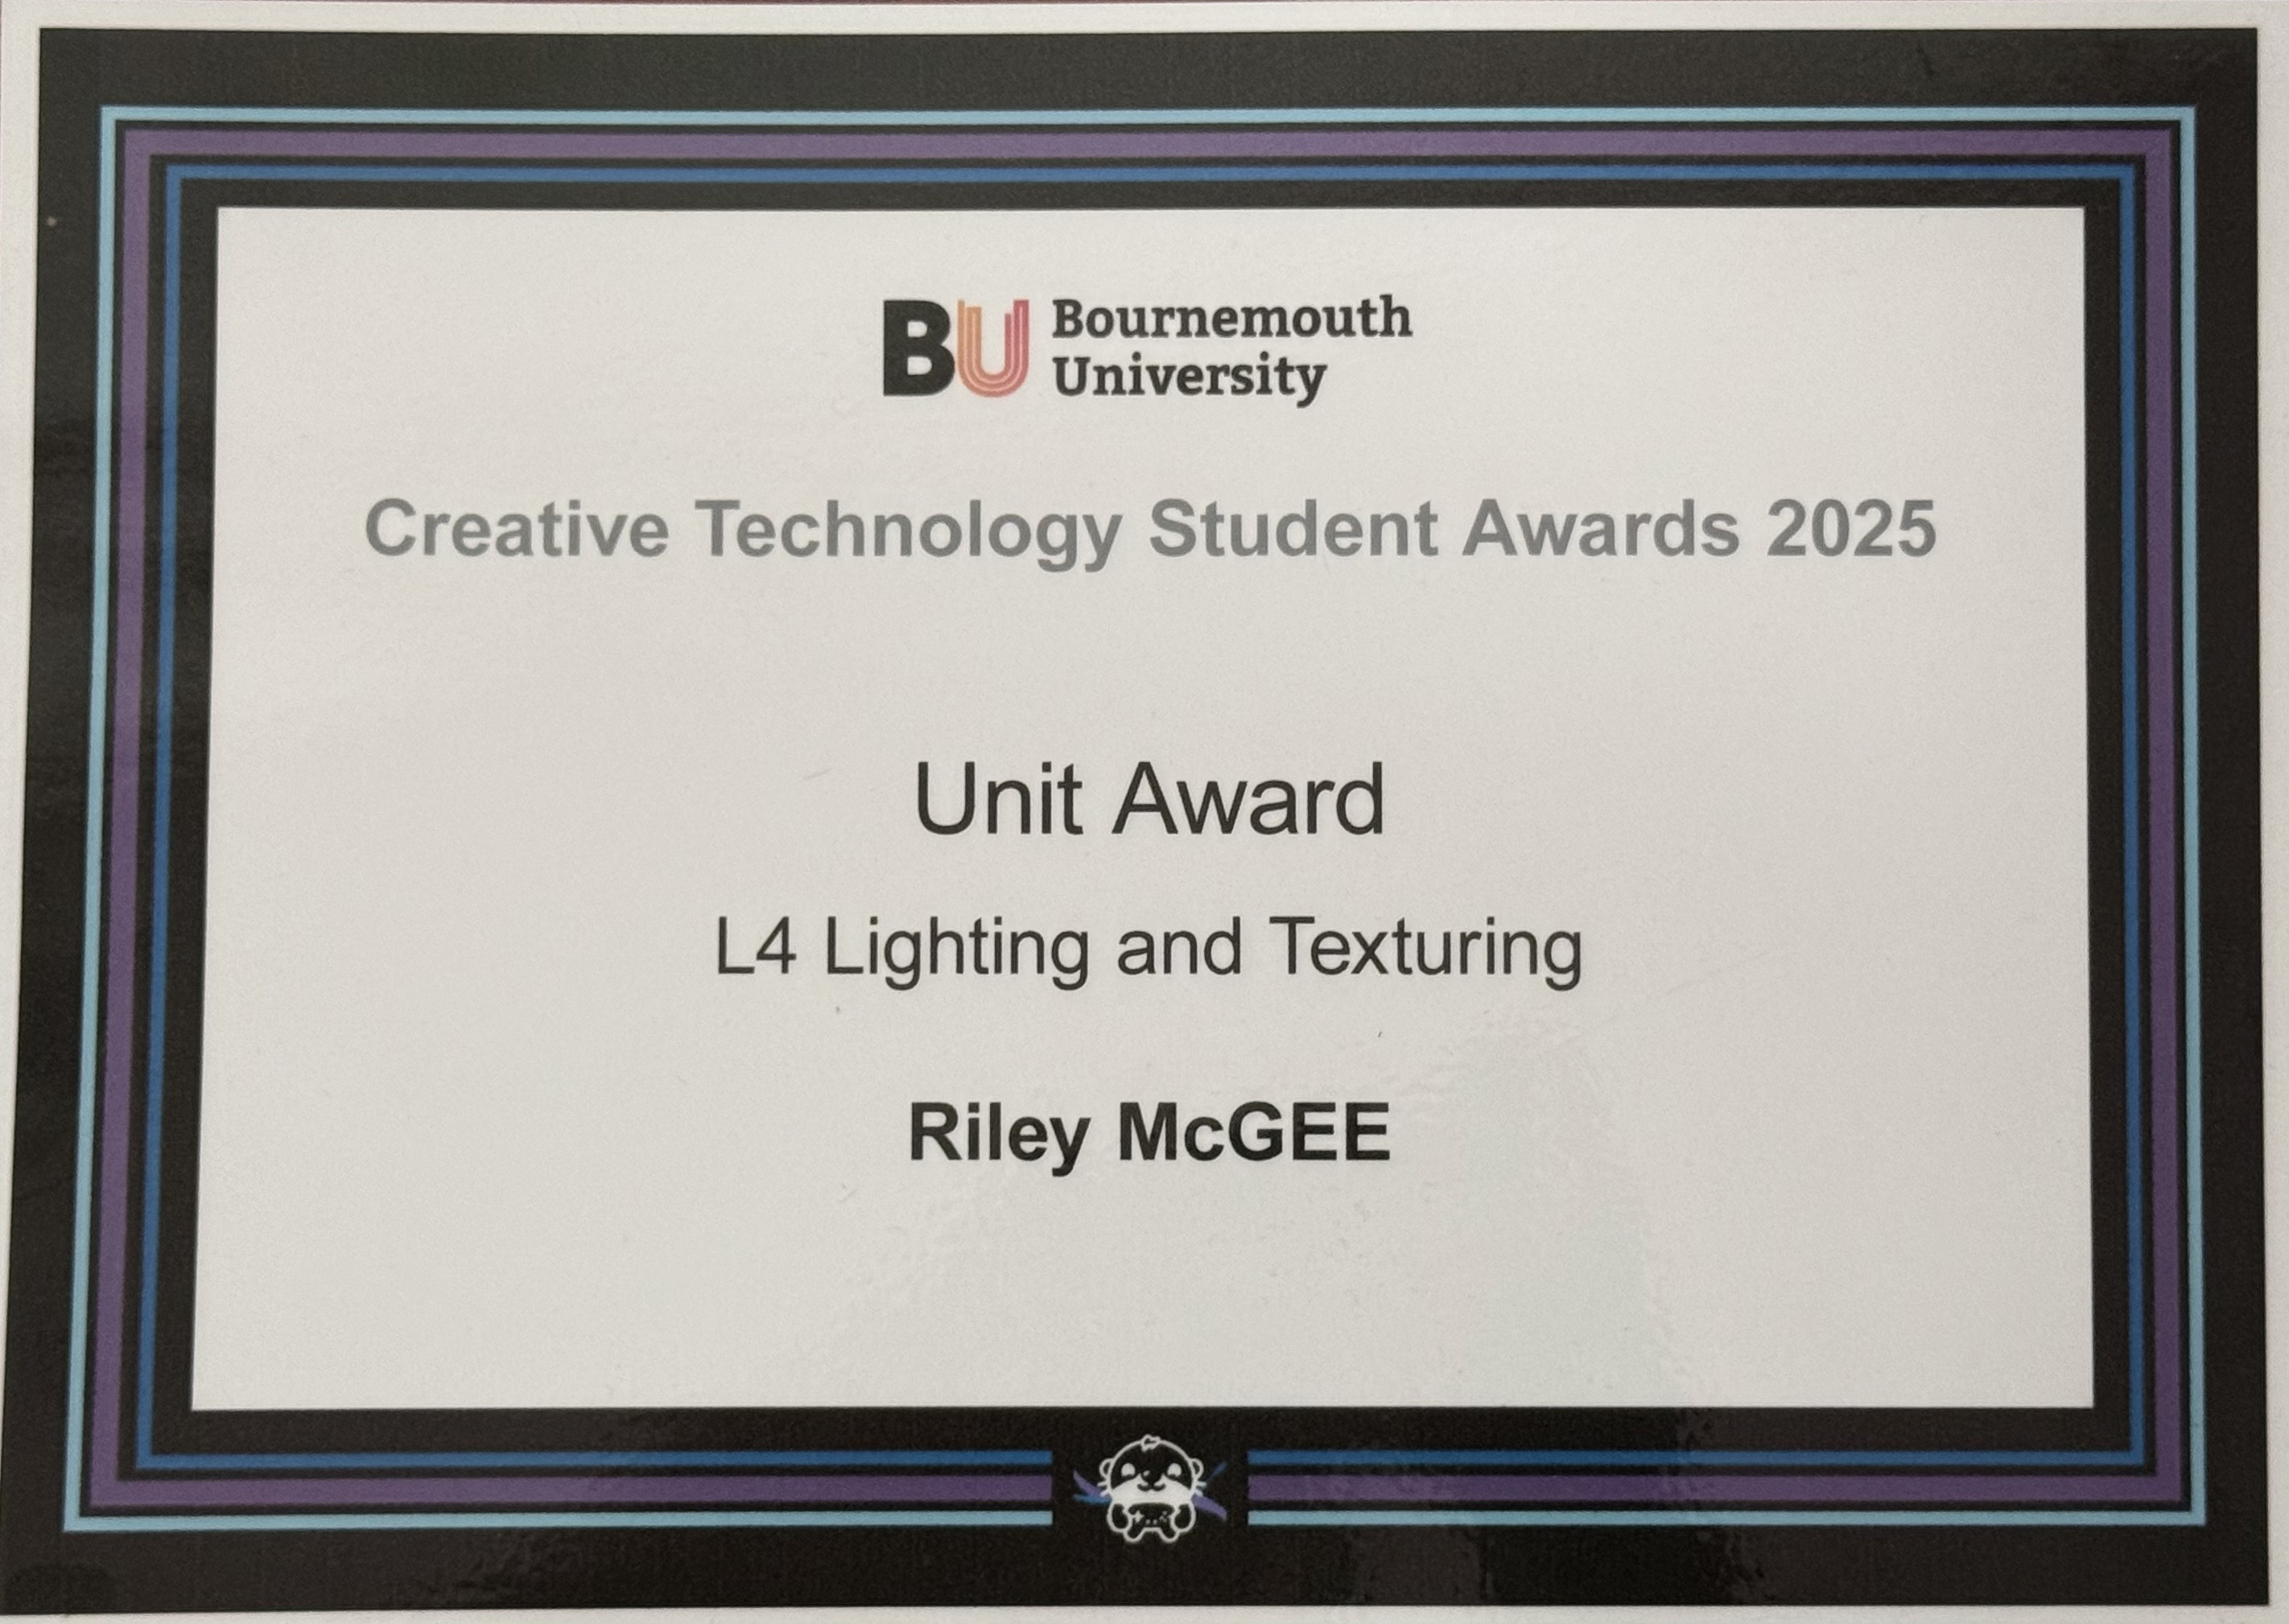 BU Bournemouth
University
Creative Technology Student Awards 2025
Unit Award
L4 Lighting and Texturing
Riley McGEE